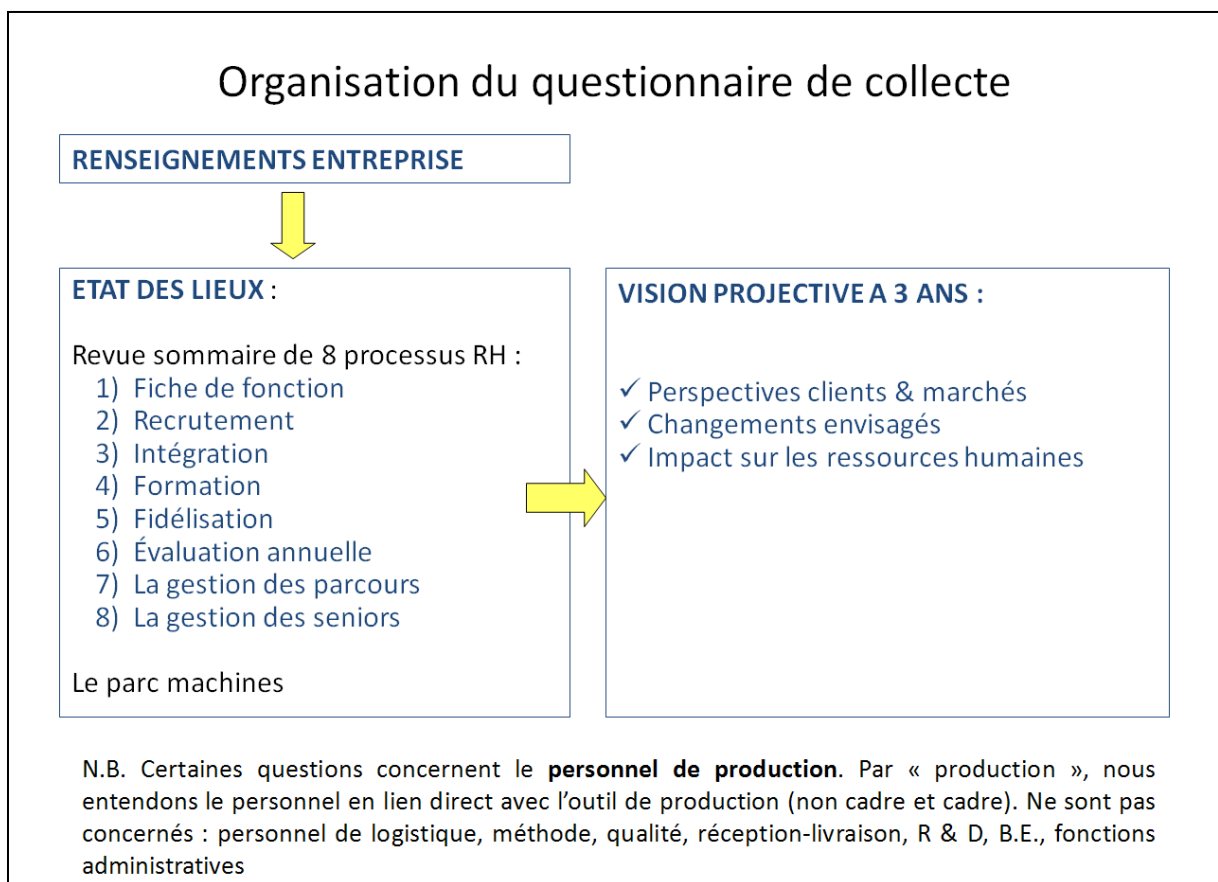 Organisation du questionnaire de collecte
RENSEIGNEMENTS ENTREPRISE
ETAT DES LIEUX :
Revue sommaire de 8 processus RH :
1) Fiche de fonction
2) Recrutement
3) Intégration
4) Formation
5) Fidélisation
6) Évaluation annuelle
7) La gestion des parcours
8) La gestion des seniors
Le parc machines
VISION PROJECTIVE A 3 ANS :
✓ Perspectives clients & marchés
✓ Changements envisagés
✓ Impact sur les ressources humaines
N.B. Certaines questions concernent le personnel de production. Par « production », nous
entendons le personnel en lien direct avec l’outil de production (non cadre et cadre). Ne sont pas
concernés : personnel de logistique, méthode, qualité, réception-livraison, R & D, B.E., fonctions
administratives